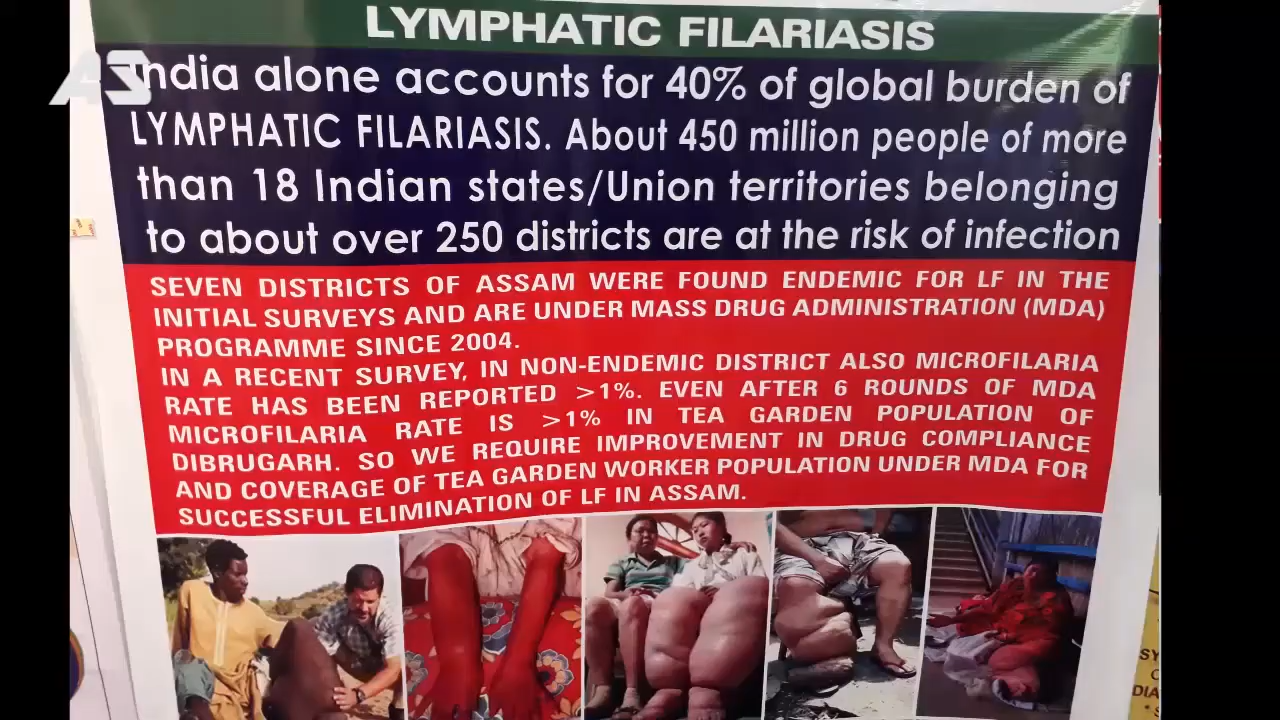 LYMPHATIC FILARIASIS
AS
India alone accounts for 40% of global burden of
LYMPHATIC FILARIASIS. About 450 million people of more
than 18 Indian states/Union territories belonging
to about over 250 districts are at the risk of infection
SEVEN DISTRICTS OF ASSAM WERE FOUND ENDEMIC FOR LF IN THE
INITIAL SURVEYS AND ARE UNDER MASS DRUG ADMINISTRATION (MDA)
PROGRAMME SINCE 2004.
IN A RECENT SURVEY, IN NON-ENDEMIC DISTRICT ALSO MICROFILARIA
RATE HAS BEEN REPORTED >1%. EVEN AFTER 6 ROUNDS OF MDA
MICROFILARIA RATE IS >1% IN TEA GARDEN POPULATION OF
DIBRUGARH. SO WE REQUIRE IMPROVEMENT IN DRUG COMPLIANCE
AND COVERAGE OF TEA GARDEN WORKER POPULATION UNDER MDA FOR
SUCCESSFUL ELIMINATION OF LF IN ASSAM.